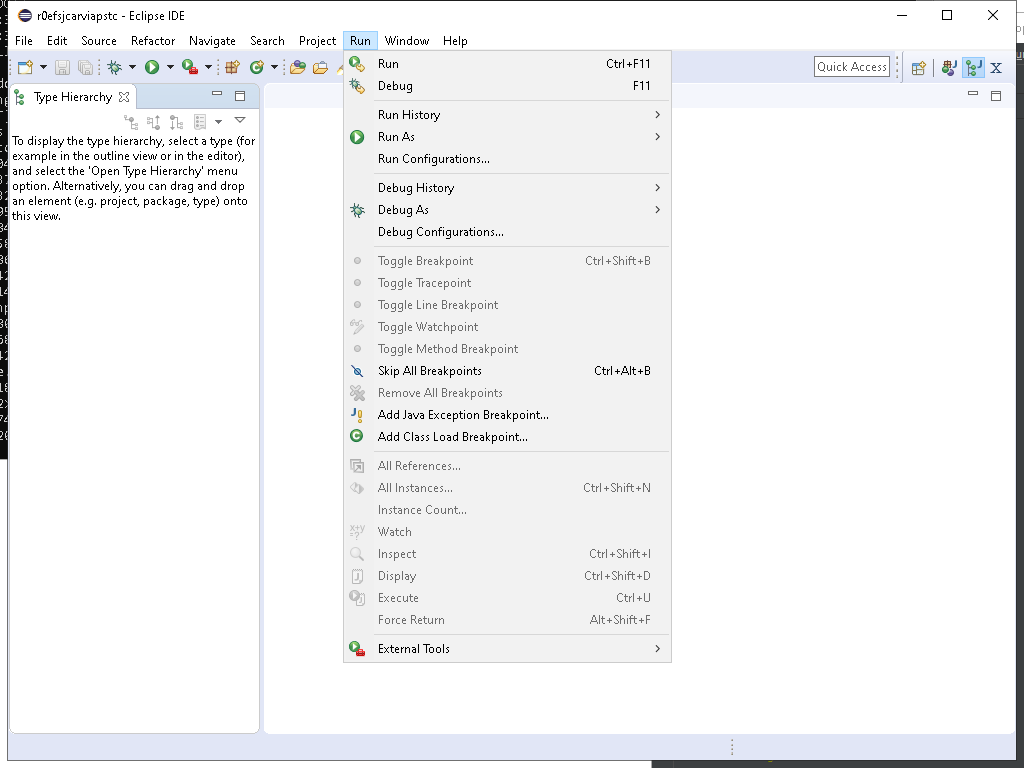 r0efsjcarviapstc - Eclipse IDE
File Edit Source Refactor Navigate Search Project Run Window Help
Quick Access
Type Hierarchy
To display the type hierarchy, select a type (for
example in the outline view or in the editor),
and select the 'Open Type Hierarchy' menu
option. Alternatively, you can drag and drop
an element (e.g. project, package, type) onto
this view.
Run Ctrl+F11
Debug F11
Run History
Run As
Run Configurations...
Debug History
Debug As
Debug Configurations...
Toggle Breakpoint Ctrl+Shift+B
Toggle Tracepoint
Toggle Line Breakpoint
Toggle Watchpoint
Toggle Method Breakpoint
Skip All Breakpoints Ctrl+Alt+B
Remove All Breakpoints
Add Java Exception Breakpoint...
Add Class Load Breakpoint...
All References...
All Instances... Ctrl+Shift+N
Instance Count...
Watch
Inspect Ctrl+Shift+I
Display Ctrl+Shift+D
Execute Ctrl+U
Force Return Alt+Shift+F
External Tools